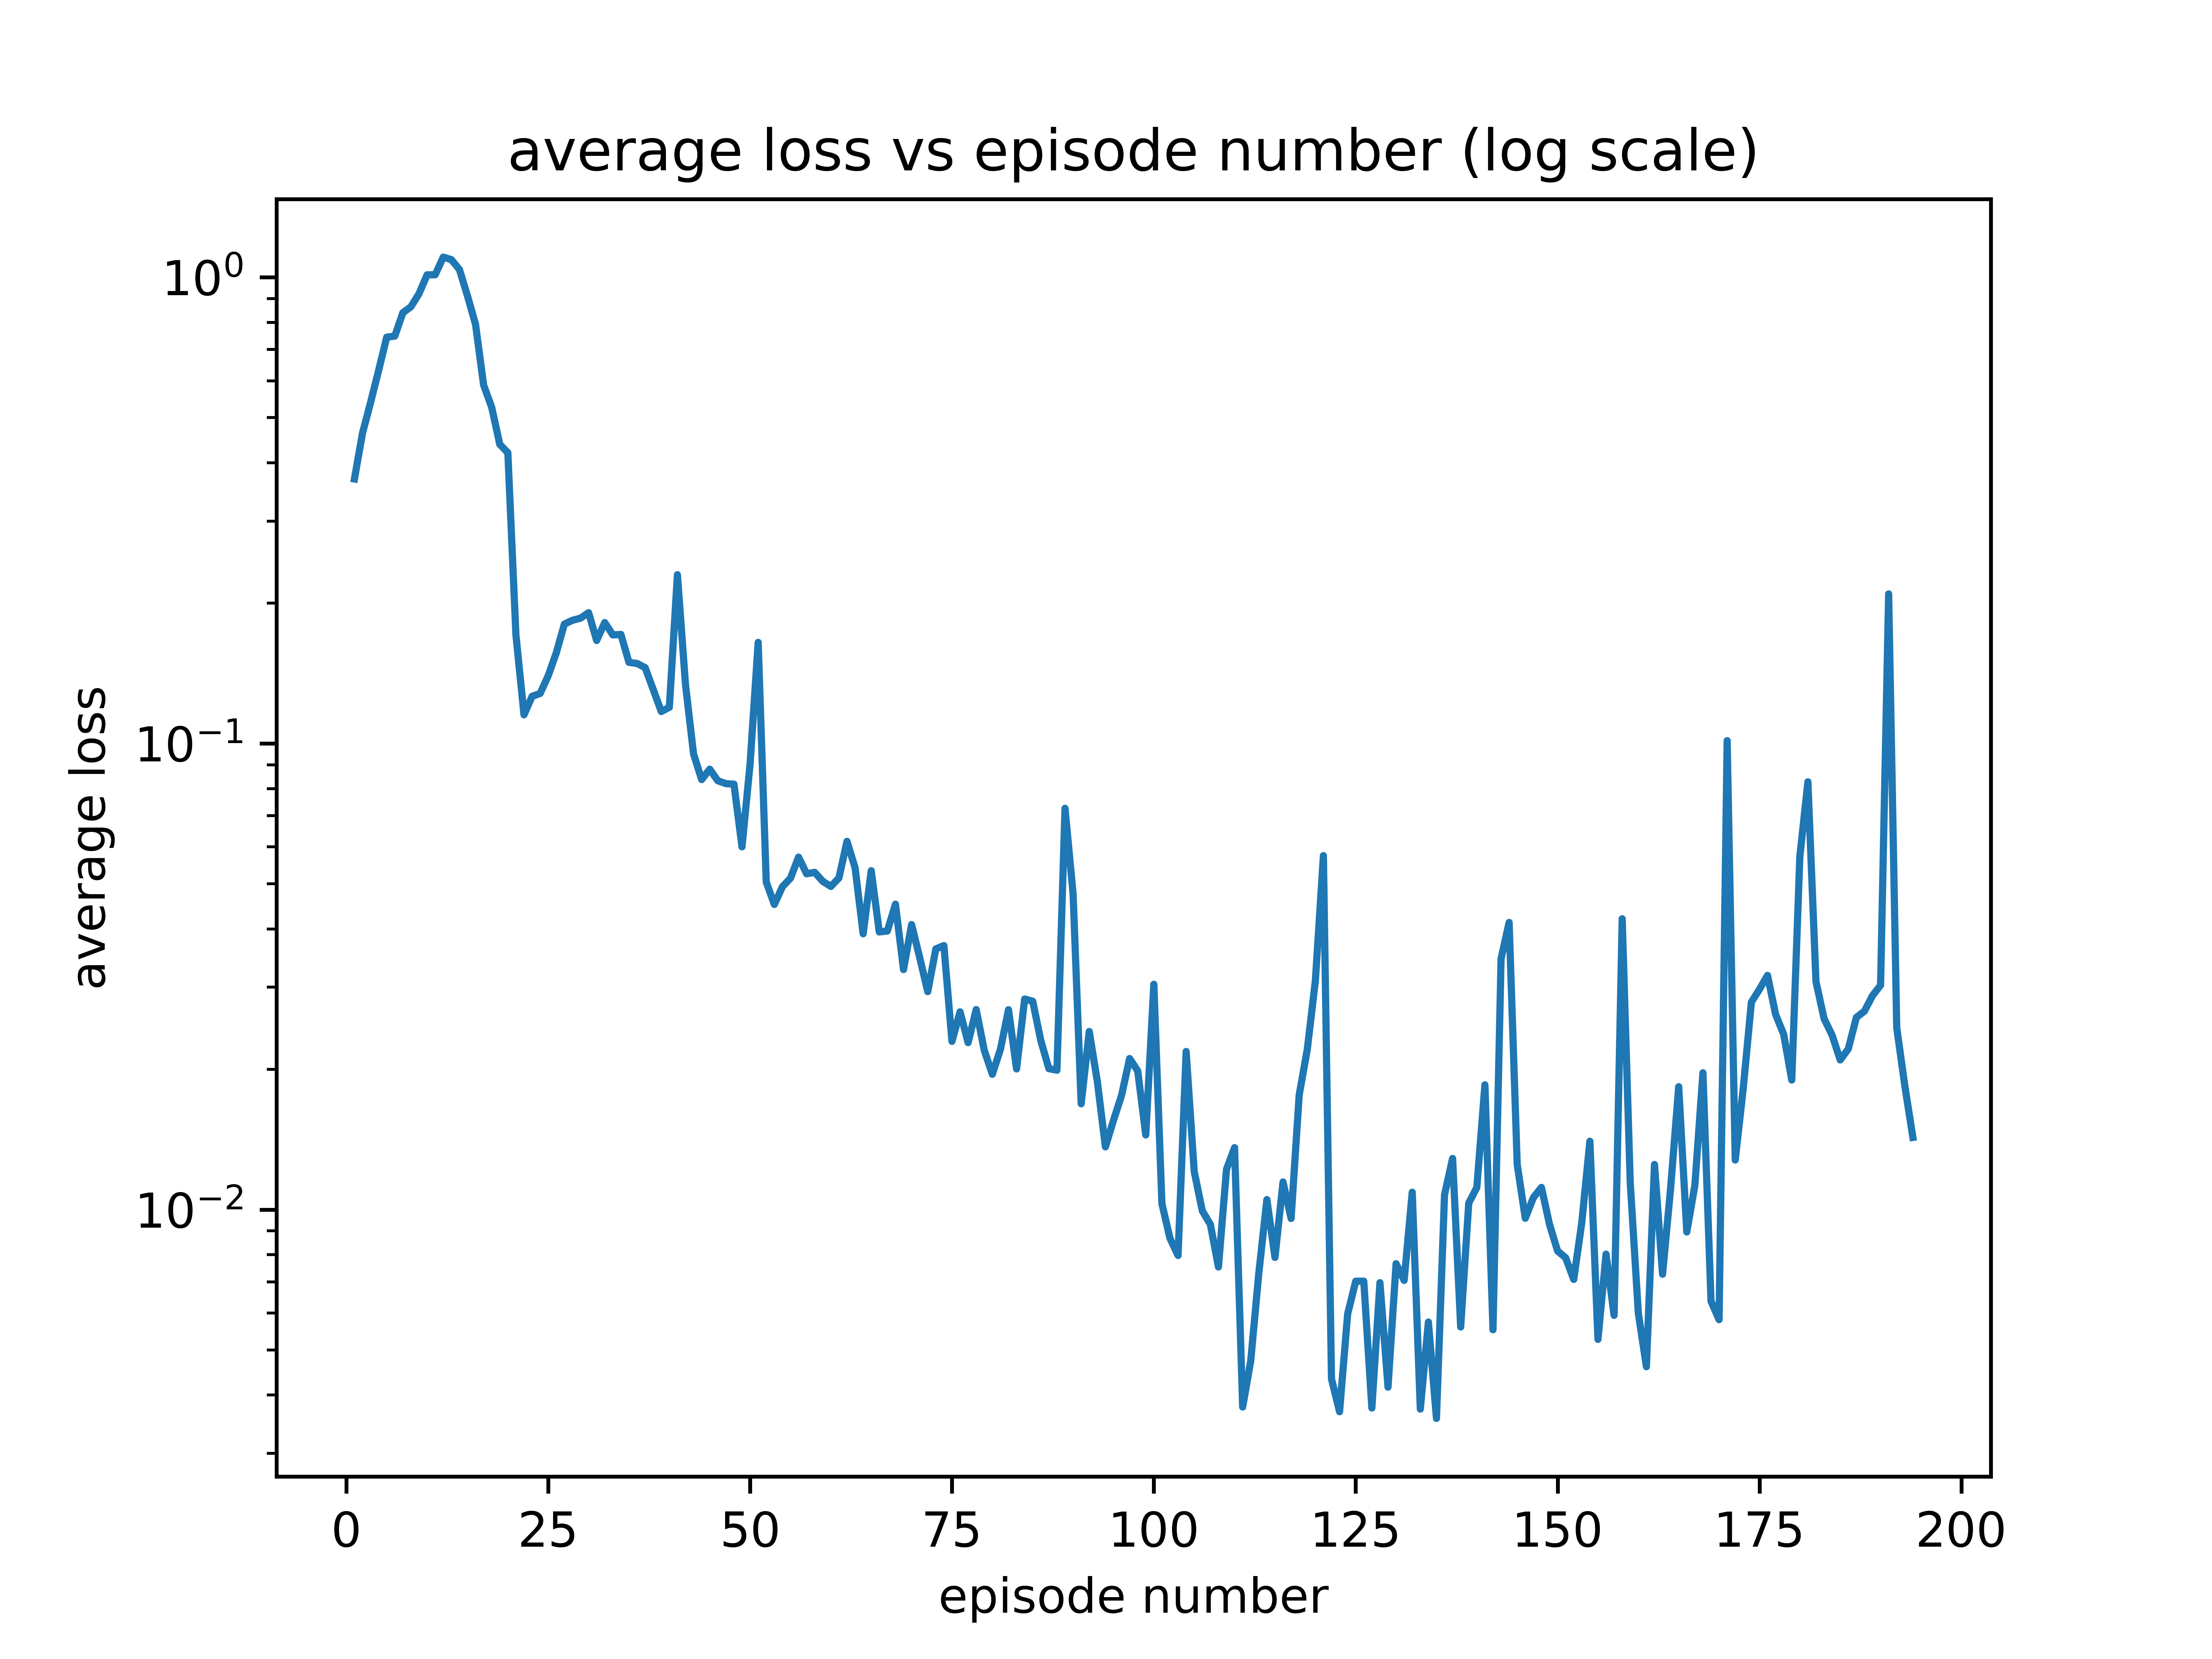 average loss vs episode number (log scale)
10⁰
10⁻¹
10⁻²
average loss
0 25 50 75 100 125 150 175 200
episode number